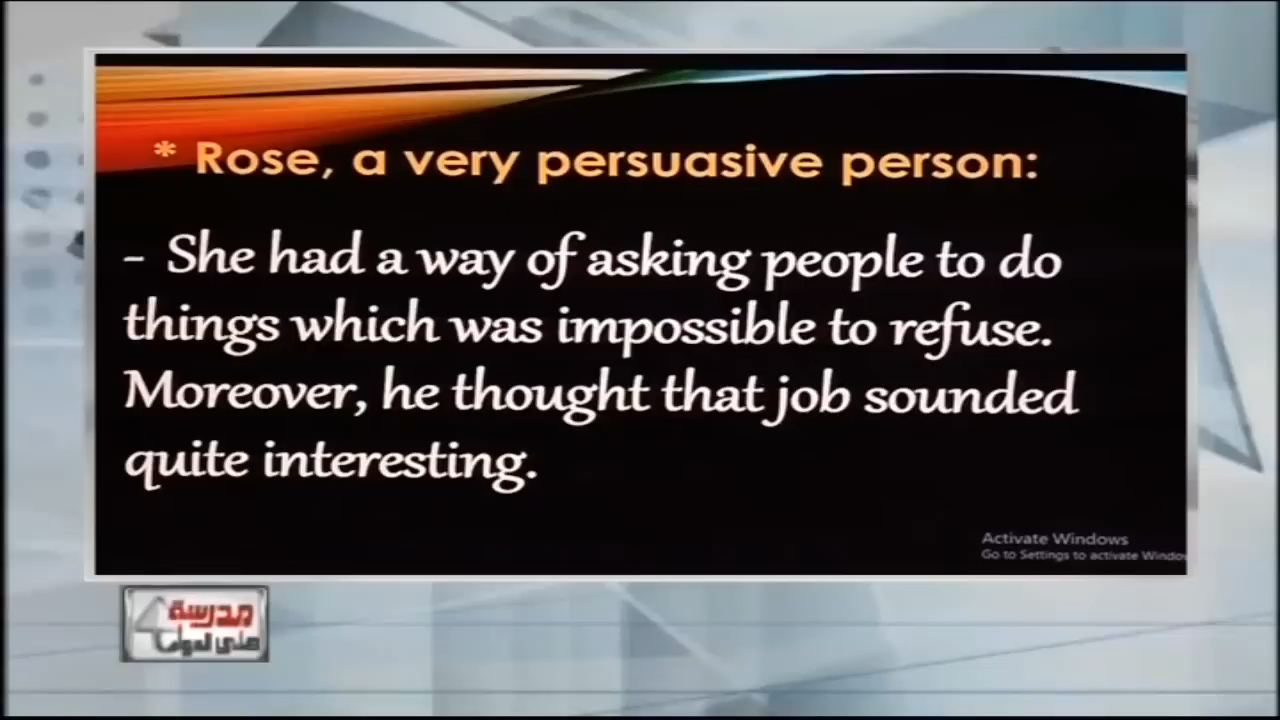 * Rose, a very persuasive person:
- She had a way of asking people to do
things which was impossible to refuse.
Moreover, he thought that job sounded
quite interesting.
Activate Windows
Go to Settings to activate Windo
مدرسة
على الهواء